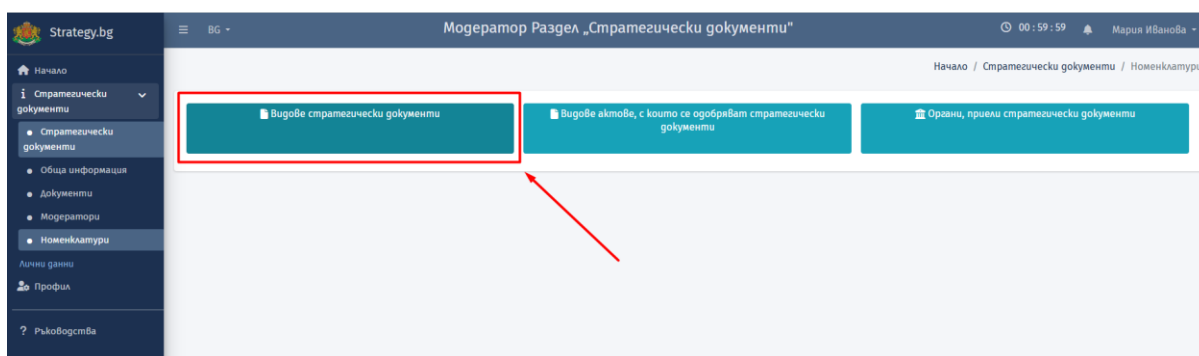 Strategy.bg
BG
Модератор Раздел „Стратегически документи"
00:59:59
Мария Иванова
Начало
Стратегически
документи
Стратегически
документи
Обща информация
Документи
Модератори
Номенклатури
Лични данни
Профил
? Ръководства
Начало / Стратегически документи / Номенклатури
Видове стратегически документи
Видове актове, с които се одобряват стратегически
документи
Органи, приели стратегически документи